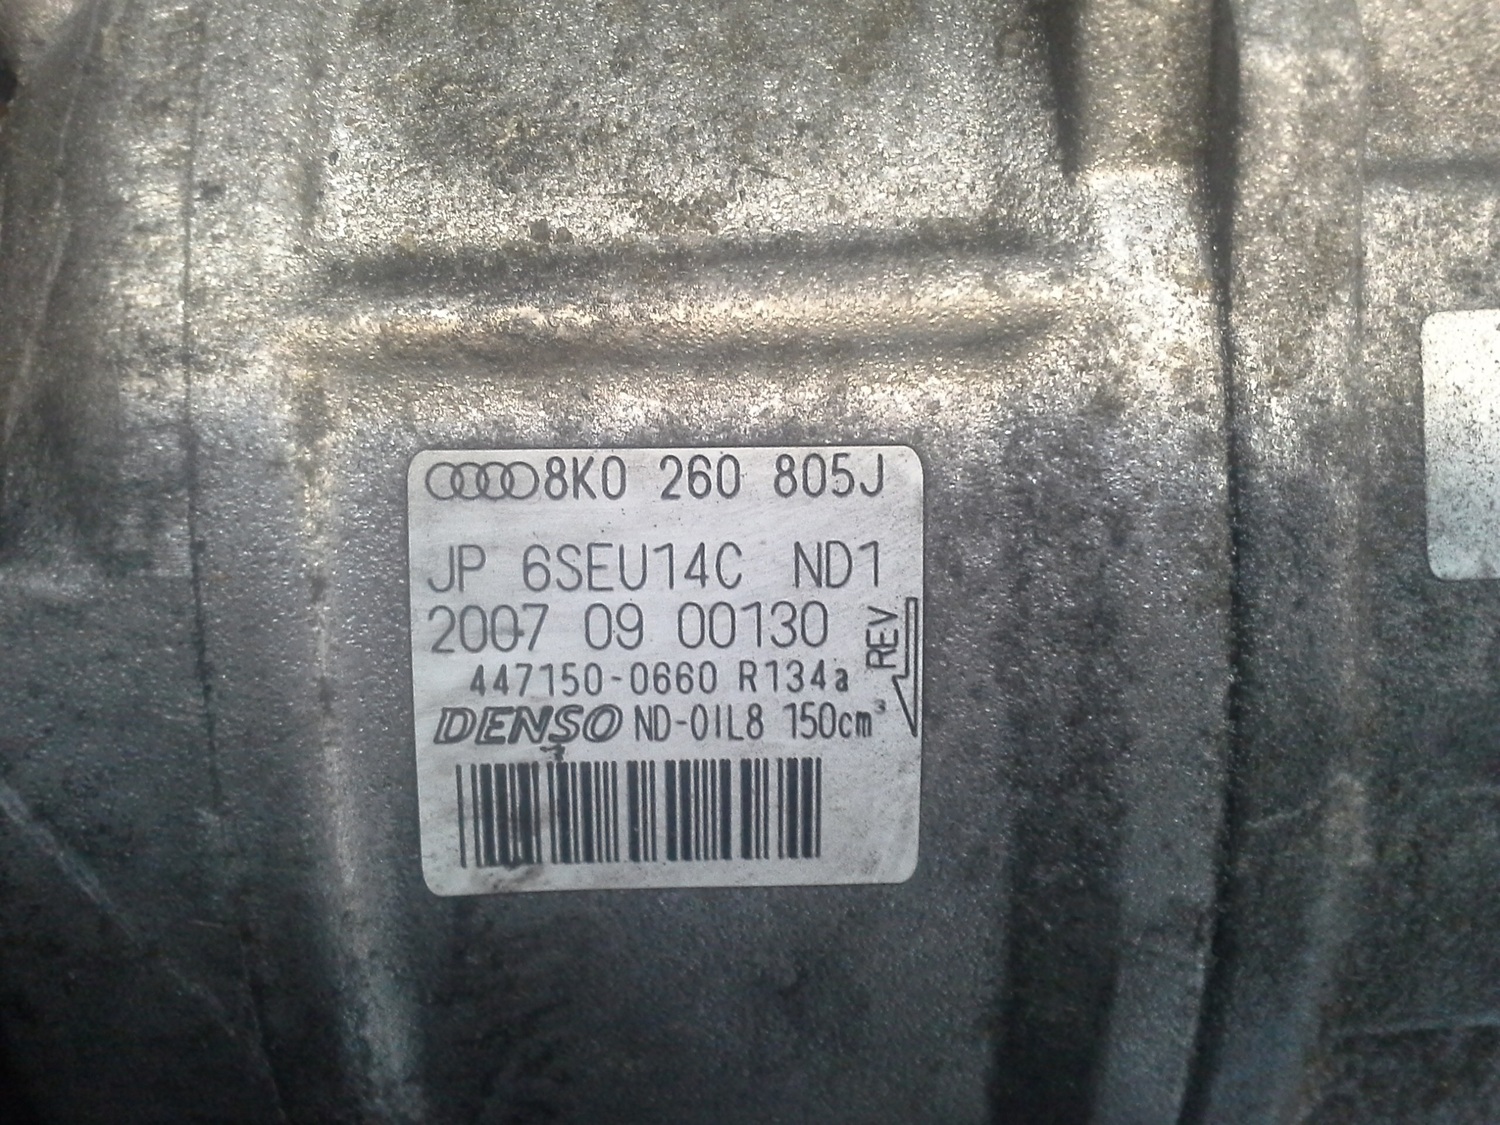 8K0 260 805J
JP 6SEU14C ND1
2007 09 00130
REV
447150-0660 R134a
DENSO ND-OIL8 150cm³